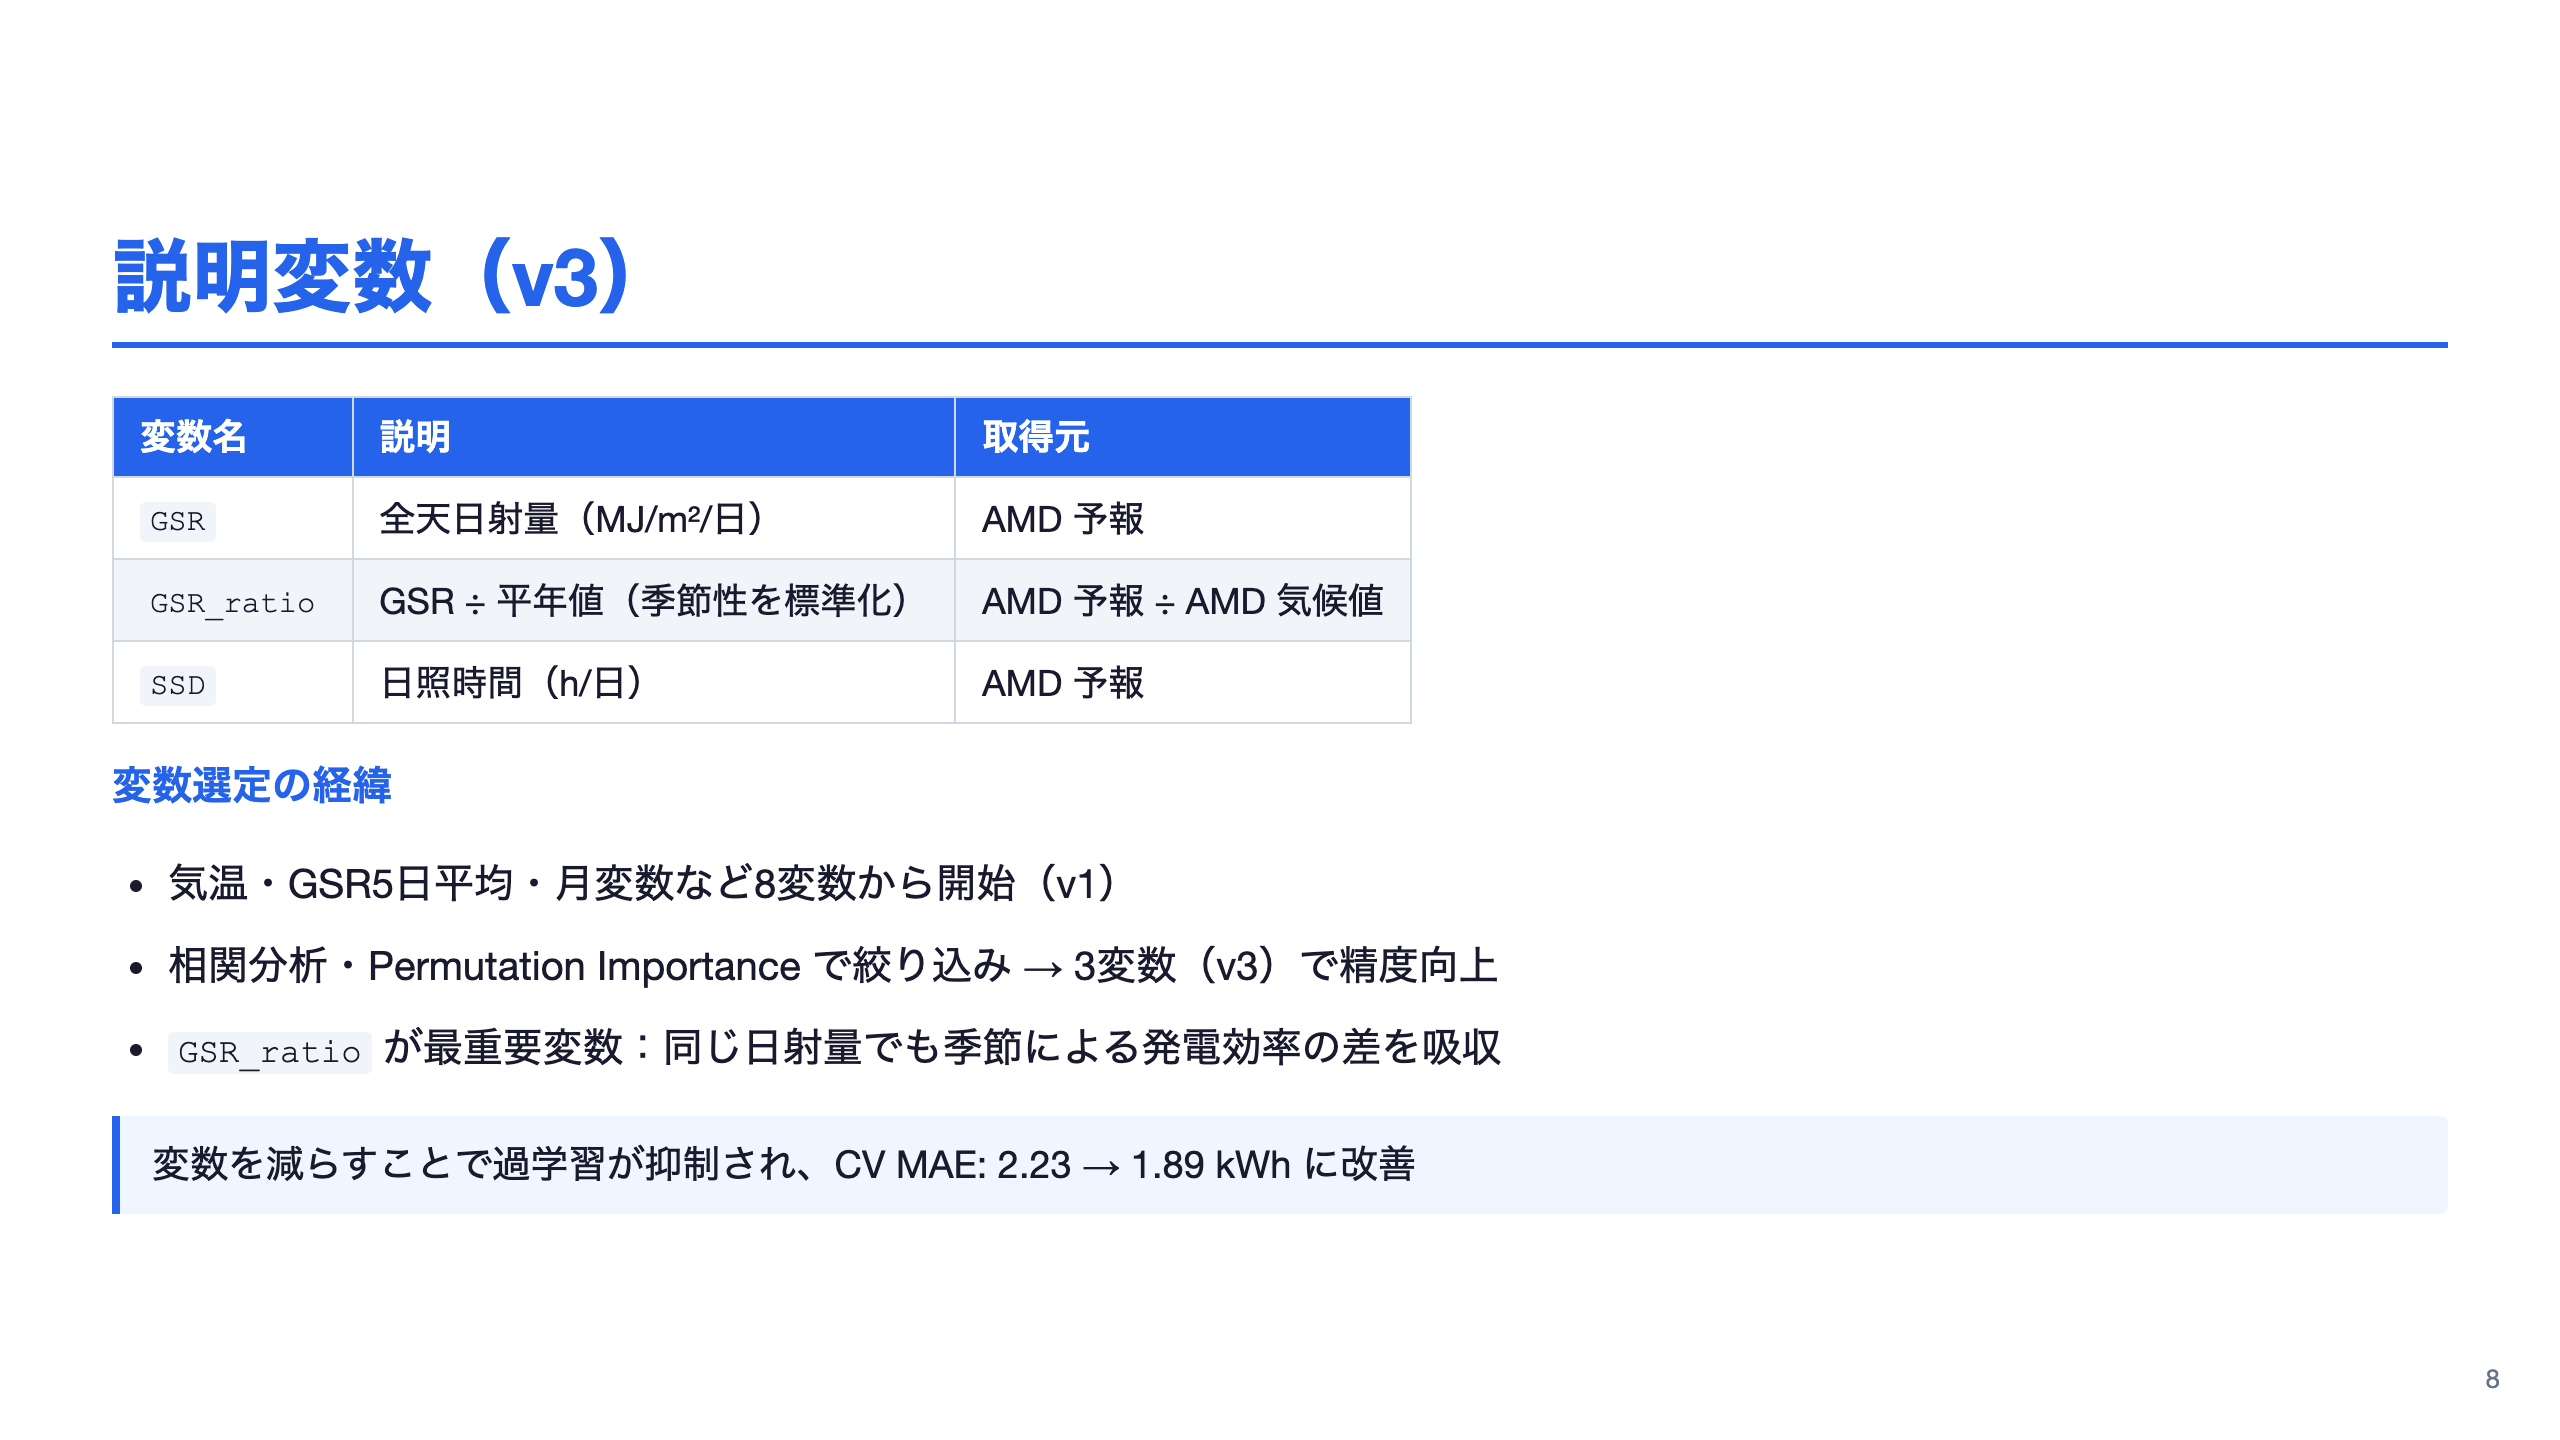 説明変数（v3）
変数名 説明 取得元
GSR 全天日射量（MJ/m²/日） AMD 予報
GSR_ratio GSR ÷ 平年値（季節性を標準化） AMD 予報 ÷ AMD 気候値
SSD 日照時間（h/日） AMD 予報
変数選定の経緯
• 気温・GSR5日平均・月変数など8変数から開始（v1）
• 相関分析・Permutation Importance で絞り込み → 3変数（v3）で精度向上
• GSR_ratio が最重要変数：同じ日射量でも季節による発電効率の差を吸収
変数を減らすことで過学習が抑制され、CV MAE: 2.23 → 1.89 kWh に改善
8